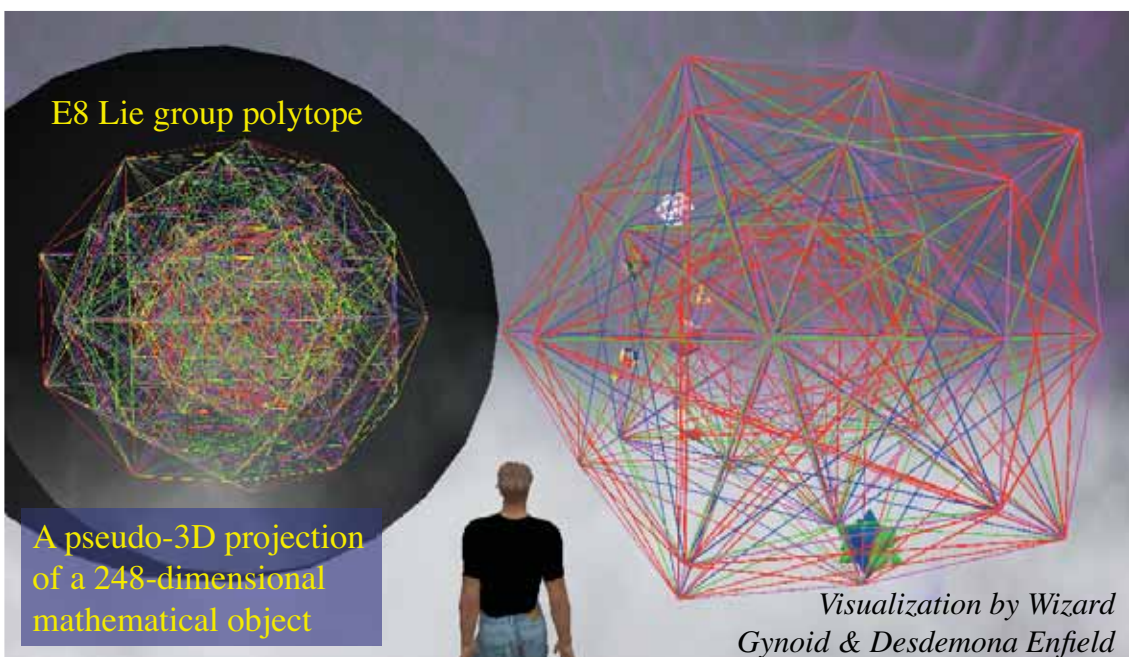 E8 Lie group polytope
A pseudo-3D projection
of a 248-dimensional
mathematical object
Visualization by Wizard
Gynoid & Desdemona Enfield